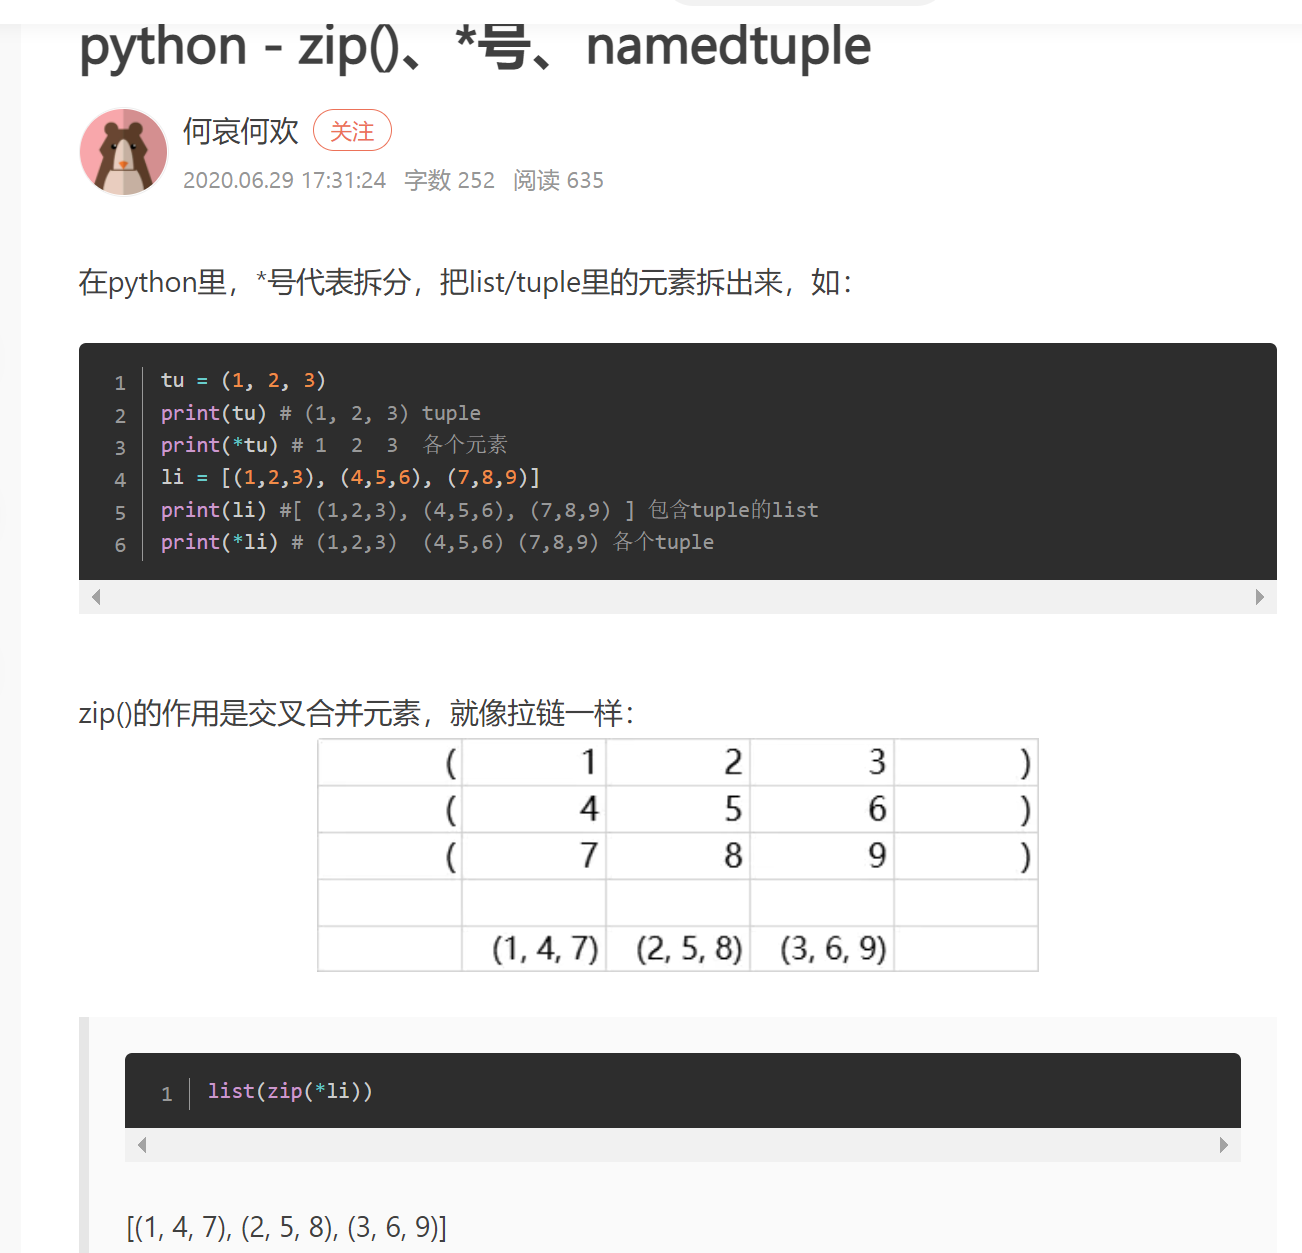 python - zip()、*号、namedtuple
何哀何欢 关注
2020.06.29 17:31:24 字数 252 阅读 635
在python里，*号代表拆分，把list/tuple里的元素拆出来，如：
1 tu = (1, 2, 3)
2 print(tu) # (1, 2, 3) tuple
3 print(*tu) # 1 2 3 各个元素
4 li = [(1,2,3), (4,5,6), (7,8,9)]
5 print(li) #[ (1,2,3), (4,5,6), (7,8,9) ] 包含tuple的list
6 print(*li) # (1,2,3) (4,5,6) (7,8,9) 各个tuple
zip()的作用是交叉合并元素，就像拉链一样：
( 1 2 3 )
( 4 5 6 )
( 7 8 9 )
(1, 4, 7) (2, 5, 8) (3, 6, 9)
1 list(zip(*li))
[(1, 4, 7), (2, 5, 8), (3, 6, 9)]